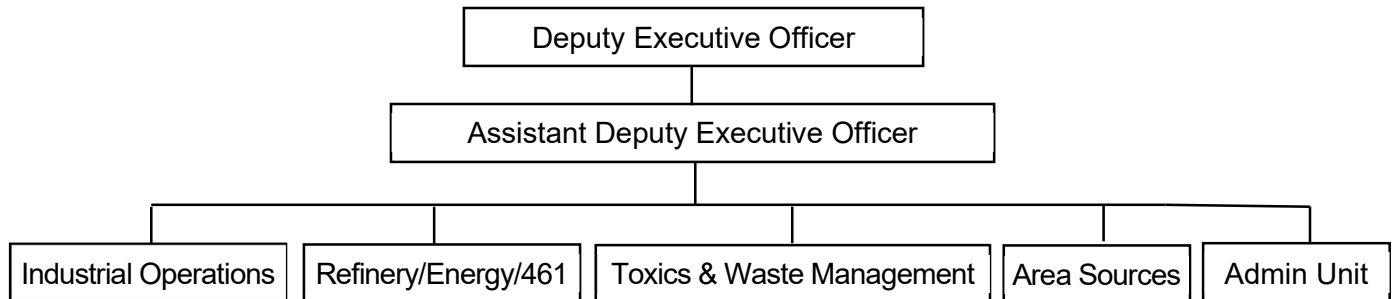 Deputy Executive Officer
Assistant Deputy Executive Officer
Industrial Operations
Refinery/Energy/461
Toxics & Waste Management
Area Sources
Admin Unit